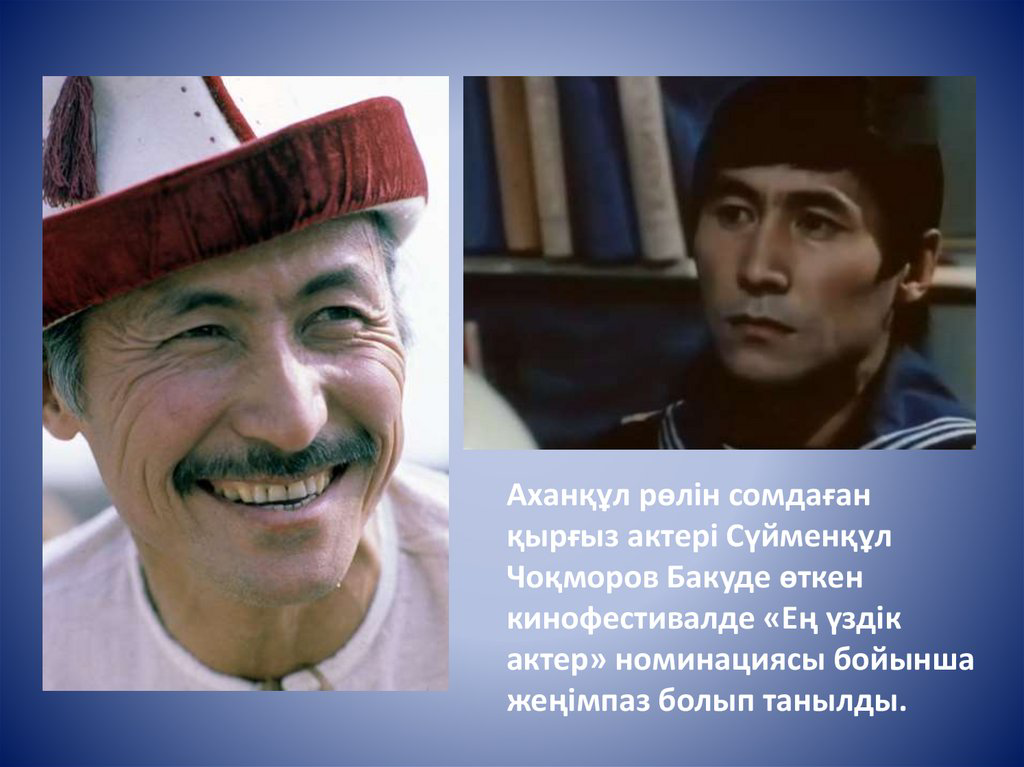 Аханқұл рөлін сомдаған
қырғыз актері Сүйменқұл
Чоқморов Бакуде өткен
кинофестивалде «Ең үздік
актер» номинациясы бойынша
жеңімпаз болып танылды.